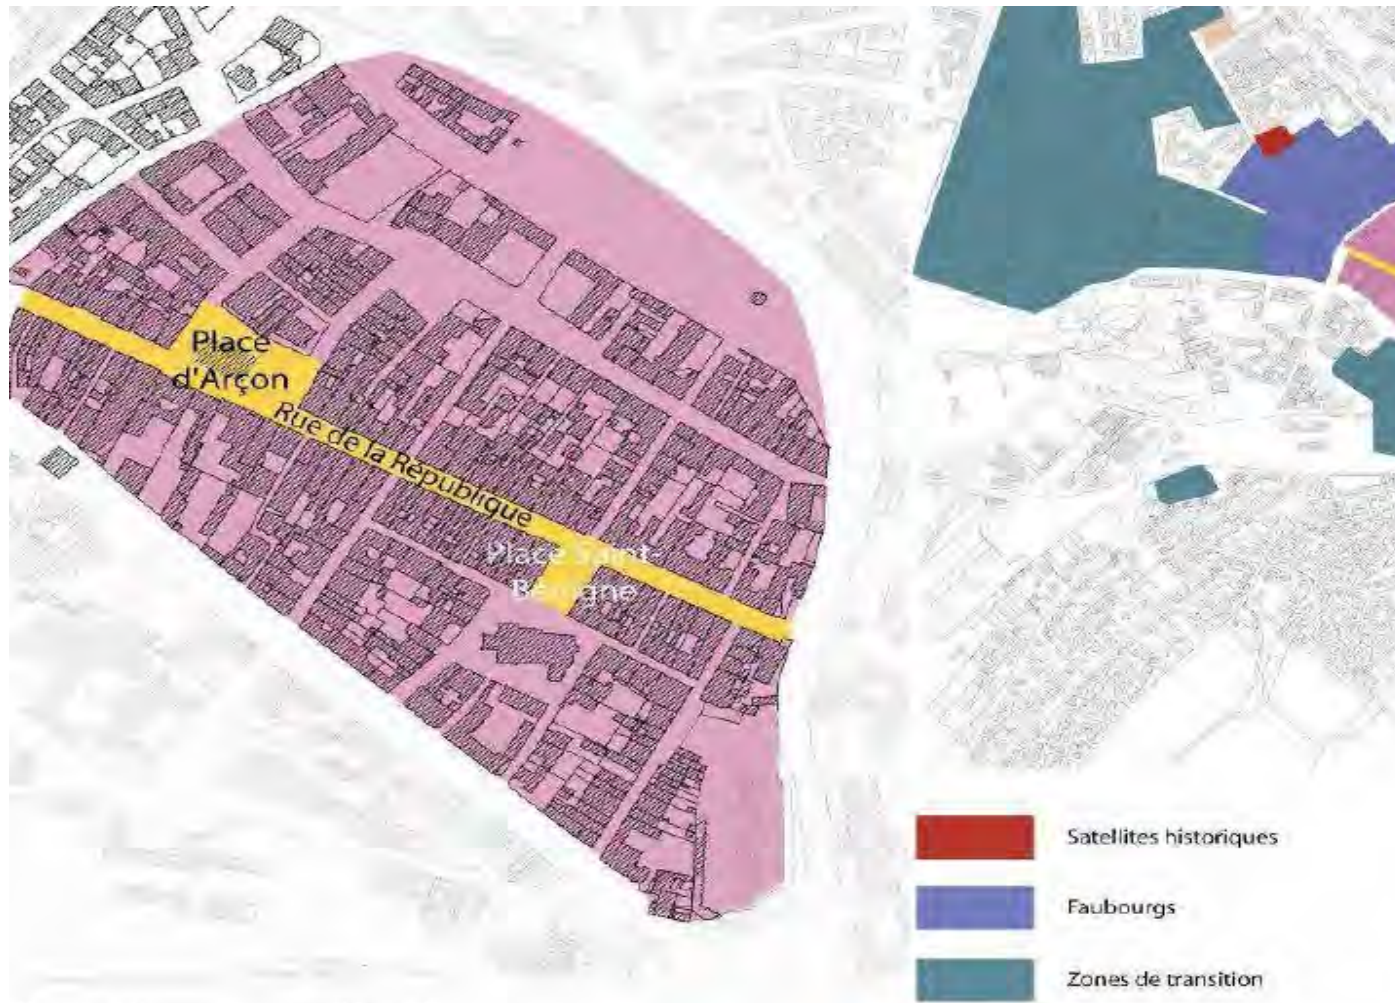 Place
d'Arçon
Rue de la République
Place Saint-
Bénigne
Satellites historiques
Faubourgs
Zones de transition